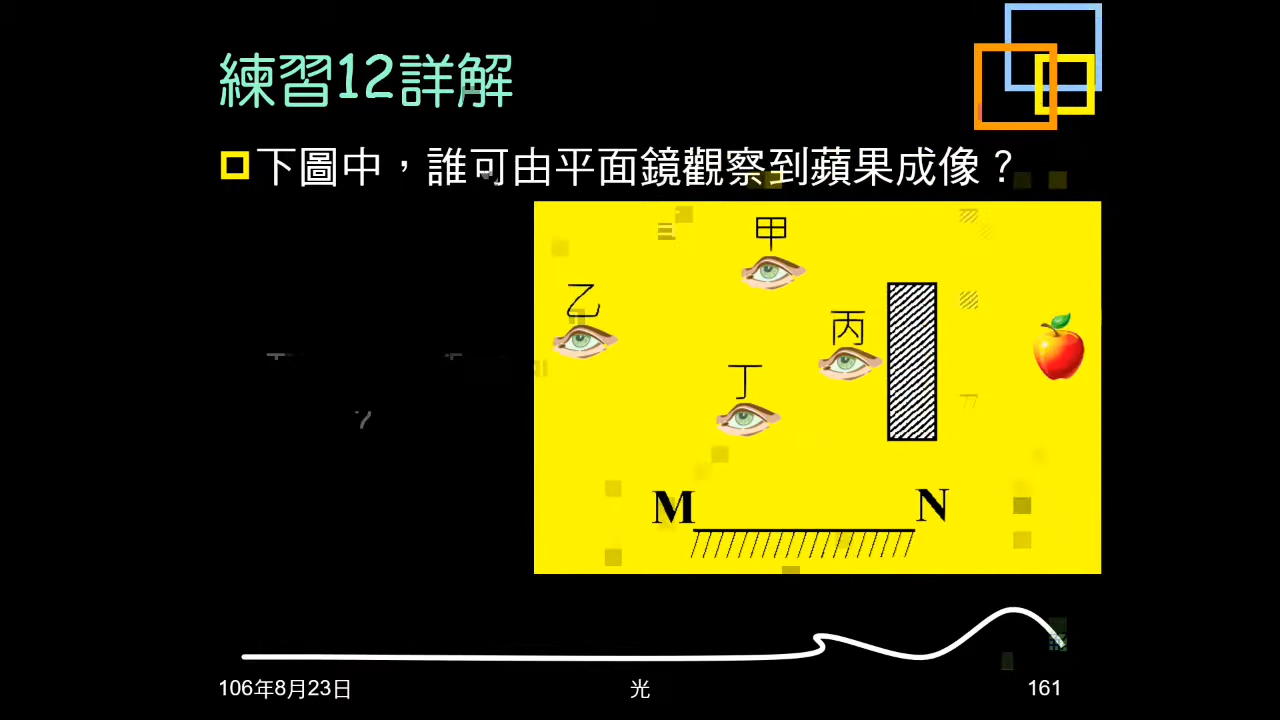 練習12詳解
下圖中，誰可由平面鏡觀察到蘋果成像？
甲
乙
丙
丁
M
N
106年8月23日
光
161